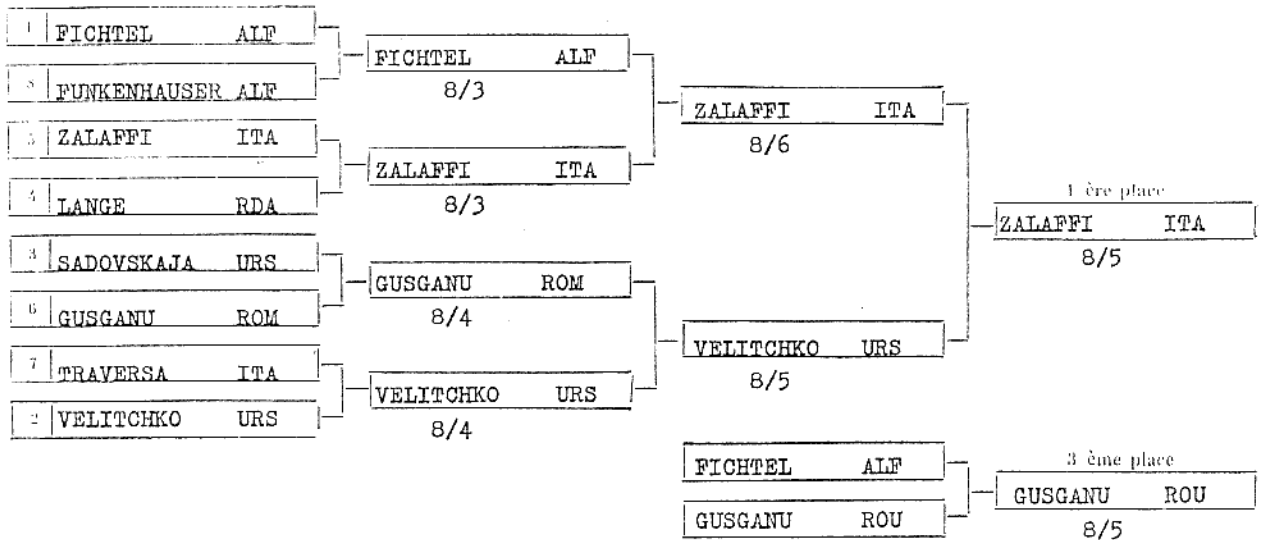 1 FICHTEL ALF
8 FUNKENHAUSER ALF
5 ZALAFFI ITA
4 LANGE RDA
3 SADOVSKAJA URS
6 GUSGANU ROM
7 TRAVERSA ITA
2 VELITCHKO URS
FICHTEL ALF
8/3
ZALAFFI ITA
8/3
GUSGANU ROM
8/4
VELITCHKO URS
8/4
ZALAFFI ITA
8/6
VELITCHKO URS
8/5
1 ère place
ZALAFFI ITA
8/5
FICHTEL ALF
GUSGANU ROU
3 ème place
GUSGANU ROU
8/5